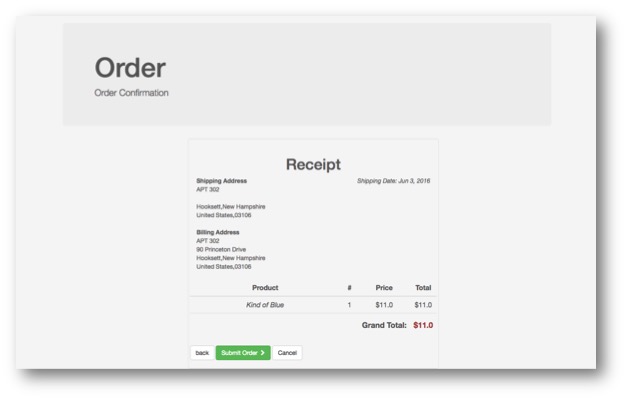 Order
Order Confirmation
Receipt
Shipping Address
Shipping Date: Jun 3, 2016
APT 302
Hooksett,New Hampshire
United States,03106
Billing Address
APT 302
90 Princeton Drive
Hooksett,New Hampshire
United States,03106
Product # Price Total
Kind of Blue 1 $11.0 $11.0
Grand Total: $11.0
back Submit Order Cancel